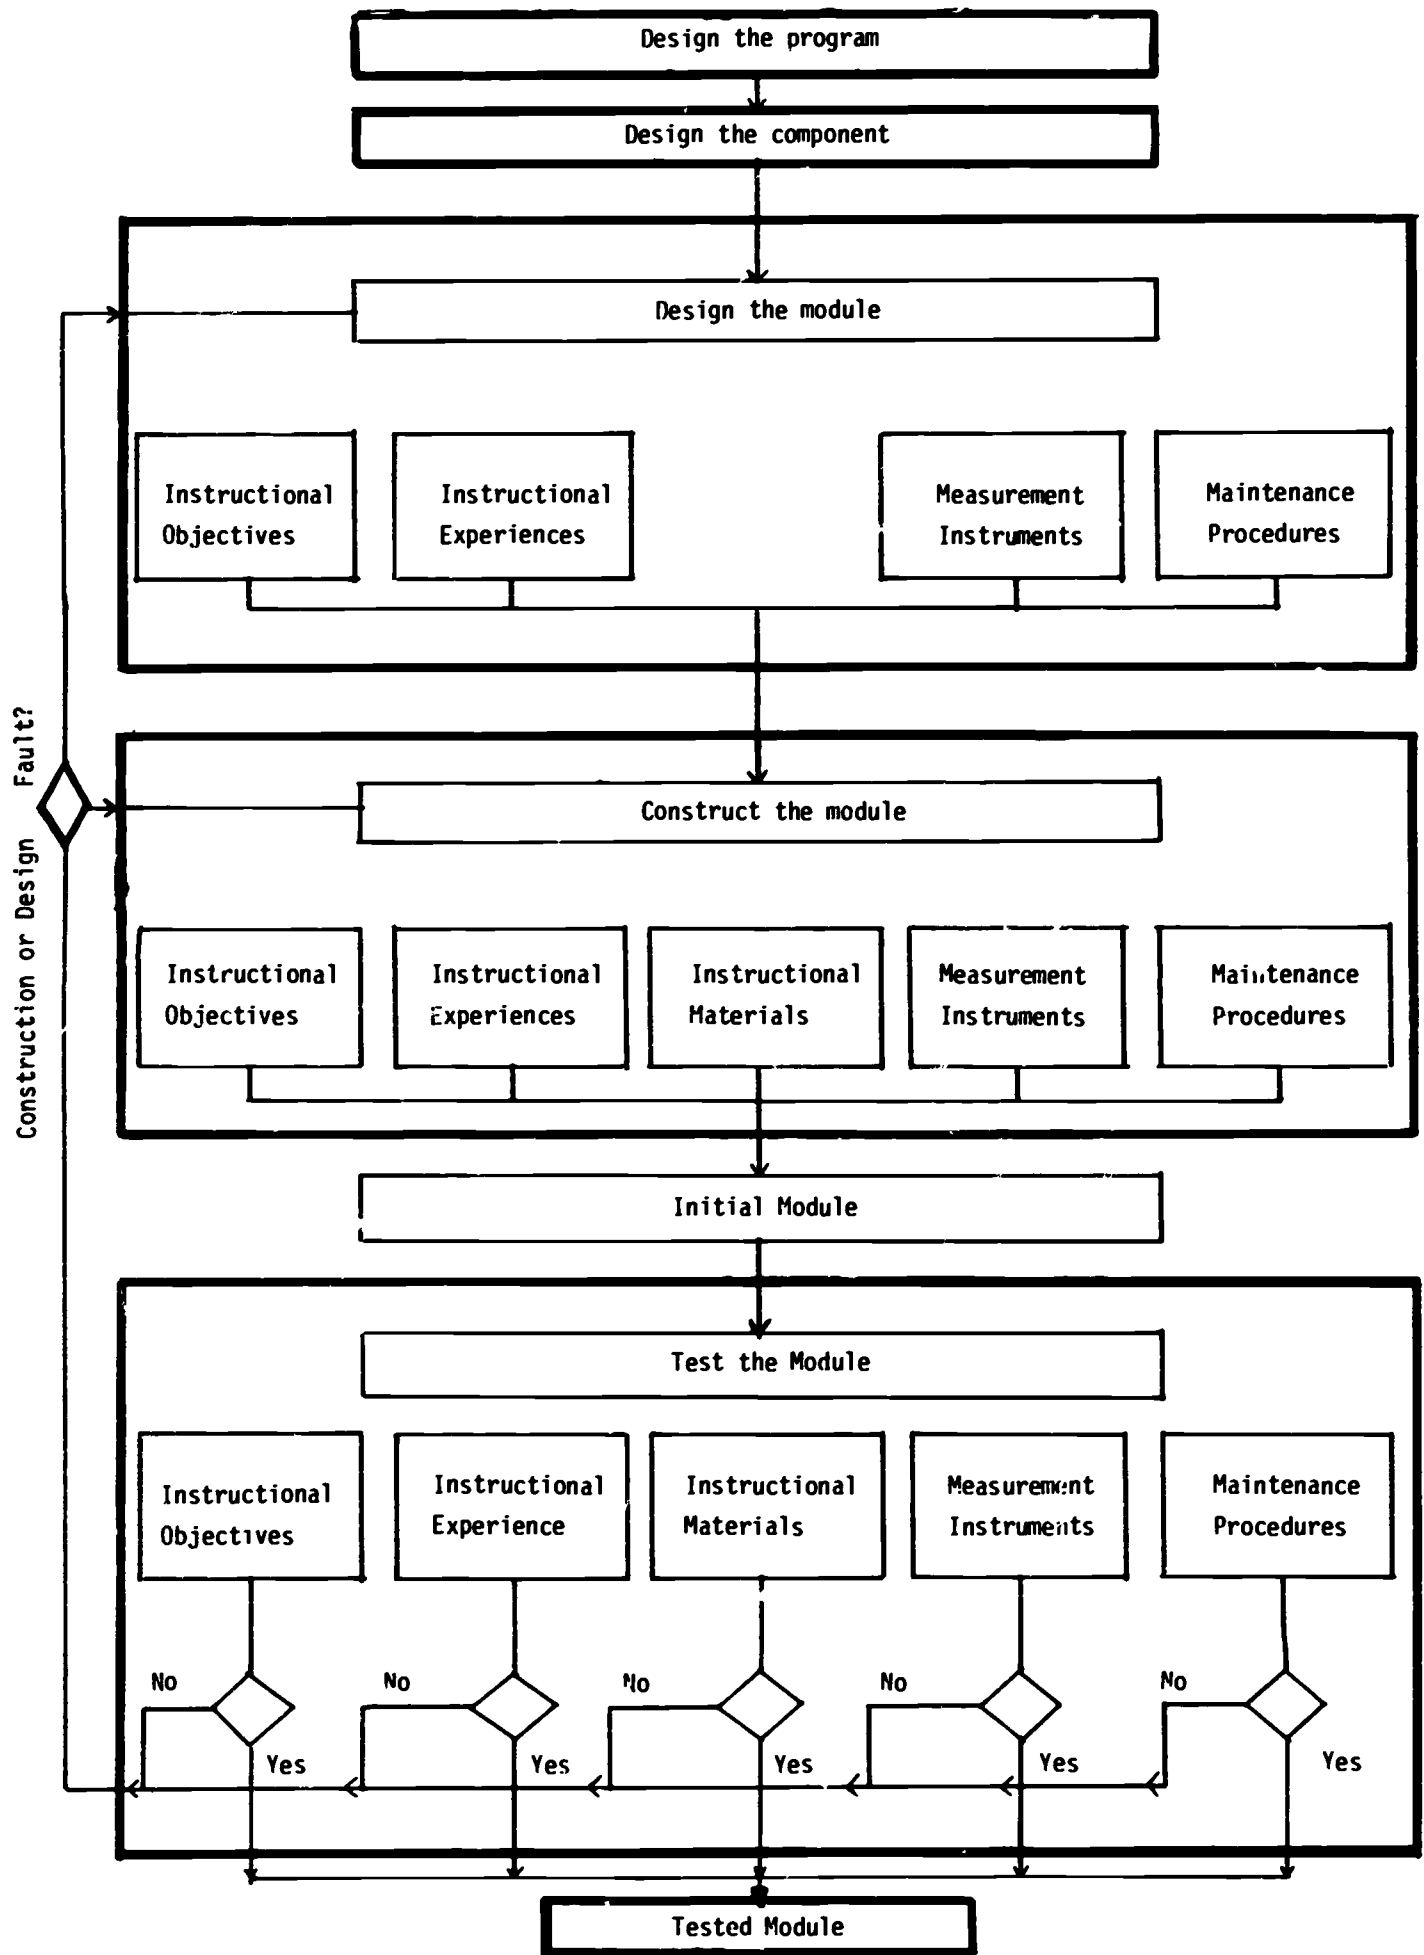 Design the program
Design the component
Design the module
Instructional
Objectives
Instructional
Experiences
Measurement
Instruments
Maintenance
Procedures
Construction or Design Fault?
Construct the module
Instructional
Objectives
Instructional
Experiences
Instructional
Materials
Measurement
Instruments
Maintenance
Procedures
Initial Module
Test the Module
Instructional
Objectives
Instructional
Experience
Instructional
Materials
Measurement
Instruments
Maintenance
Procedures
No
No
No
No
No
Yes
Yes
Yes
Yes
Yes
Tested Module